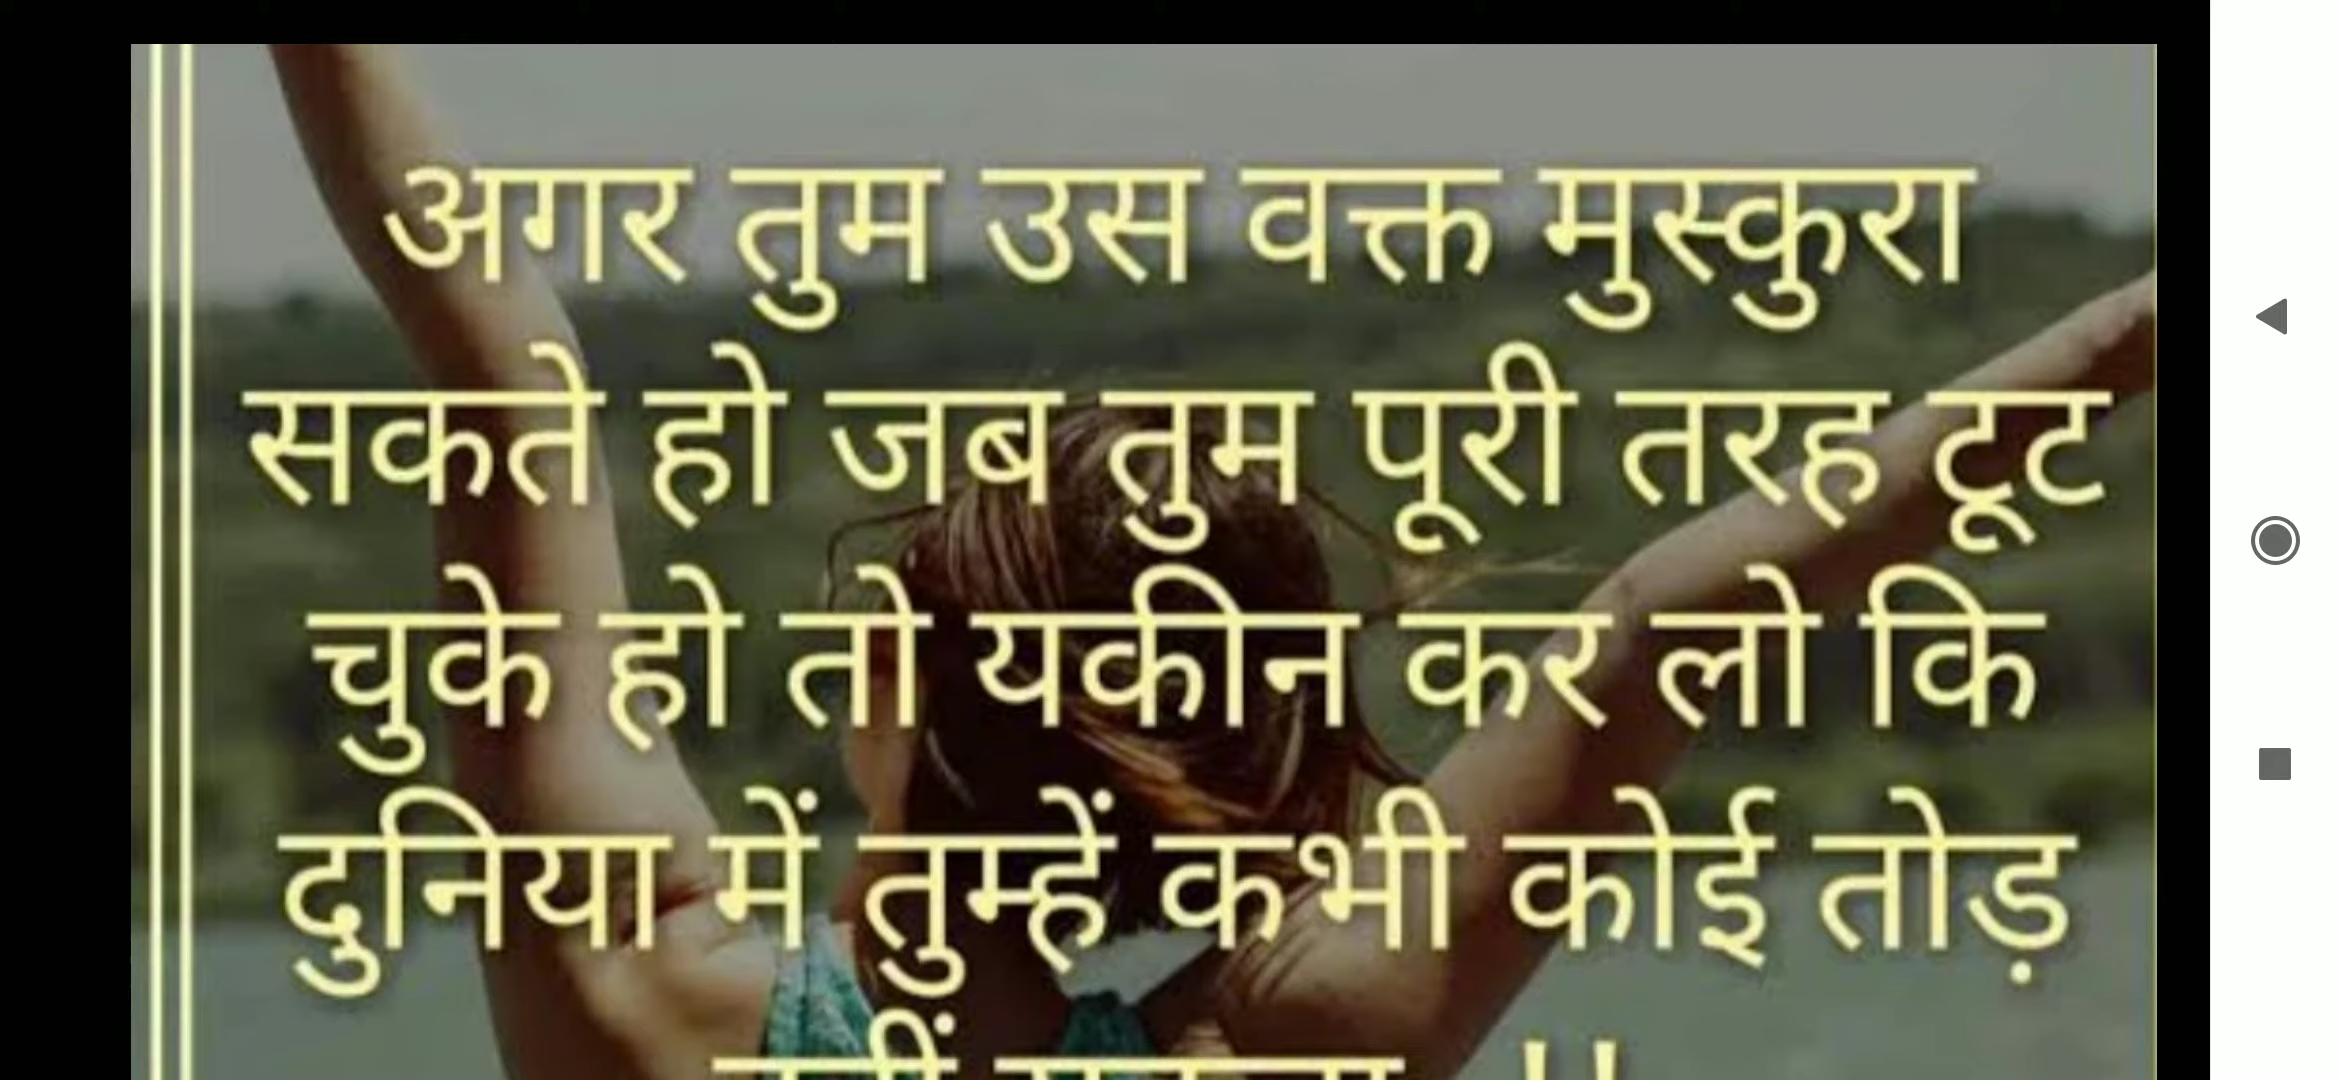 अगर तुम उस वक्त मुस्कुरा
सकते हो जब तुम पूरी तरह टूट
चुके हो तो यकीन कर लो कि
दुनिया में तुम्हें कभी कोई तोड़